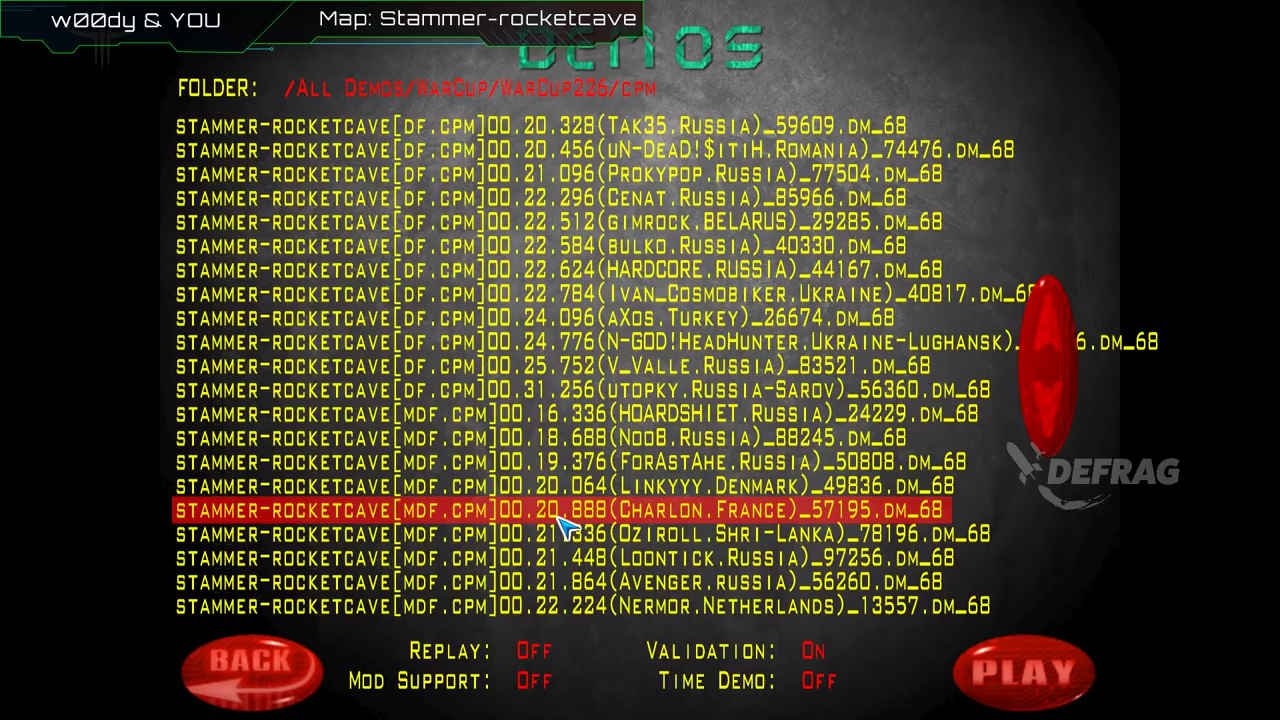 w00dy & YOU
Map: Stammer-rocketcave
DEMOS
FOLDER: /ALL DEMOS/WARCUP/WARCUP226/CPM
STAMMER-ROCKETCAVE[DF.CPM]00.20.328(TAK35.RUSSIA)_59609.DM_68
STAMMER-ROCKETCAVE[DF.CPM]00.20.456(UN-DEAD!$ITIH.ROMANIA)_74476.DM_68
STAMMER-ROCKETCAVE[DF.CPM]00.21.096(PROKYPOP.RUSSIA)_77504.DM_68
STAMMER-ROCKETCAVE[DF.CPM]00.22.296(CENAT.RUSSIA)_85966.DM_68
STAMMER-ROCKETCAVE[DF.CPM]00.22.512(GIMROCK.BELARUS)_29285.DM_68
STAMMER-ROCKETCAVE[DF.CPM]00.22.584(BULKO.RUSSIA)_40330.DM_68
STAMMER-ROCKETCAVE[DF.CPM]00.22.624(HARDCORE.RUSSIA)_44167.DM_68
STAMMER-ROCKETCAVE[DF.CPM]00.22.784(IVAN_COSMOBIKER.UKRAINE)_40817.DM_68
STAMMER-ROCKETCAVE[DF.CPM]00.24.096(AXOS.TURKEY)_26674.DM_68
STAMMER-ROCKETCAVE[DF.CPM]00.24.776(N-GOD!HEADHUNTER.UKRAINE-LUGHANSK). 6.DM_68
STAMMER-ROCKETCAVE[DF.CPM]00.25.752(V_VALLE.RUSSIA)_83521.DM_68
STAMMER-ROCKETCAVE[DF.CPM]00.31.256(UTOPKY.RUSSIA-SAROV)_56360.DM_68
STAMMER-ROCKETCAVE[MDF.CPM]00.16.336(HOARDSHIET.RUSSIA)_24229.DM_68
STAMMER-ROCKETCAVE[MDF.CPM]00.18.688(NOOB.RUSSIA)_88245.DM_68
STAMMER-ROCKETCAVE[MDF.CPM]00.19.376(FORASTAHE.RUSSIA)_50808.DM_68
STAMMER-ROCKETCAVE[MDF.CPM]00.20.064(LINKYYY.DENMARK)_49836.DM_68
STAMMER-ROCKETCAVE[MDF.CPM]00.20.888(CHARLON.FRANCE)_57195.DM_68
STAMMER-ROCKETCAVE[MDF.CPM]00.21.336(OZIROLL.SHRI-LANKA)_78196.DM_68
STAMMER-ROCKETCAVE[MDF.CPM]00.21.448(LOONTICK.RUSSIA)_97256.DM_68
STAMMER-ROCKETCAVE[MDF.CPM]00.21.864(AVENGER.RUSSIA)_56260.DM_68
STAMMER-ROCKETCAVE[MDF.CPM]00.22.224(NERMOR.NETHERLANDS)_13557.DM_68
DEFRAG
BACK
REPLAY: OFF VALIDATION: ON
MOD SUPPORT: OFF TIME DEMO: OFF
PLAY